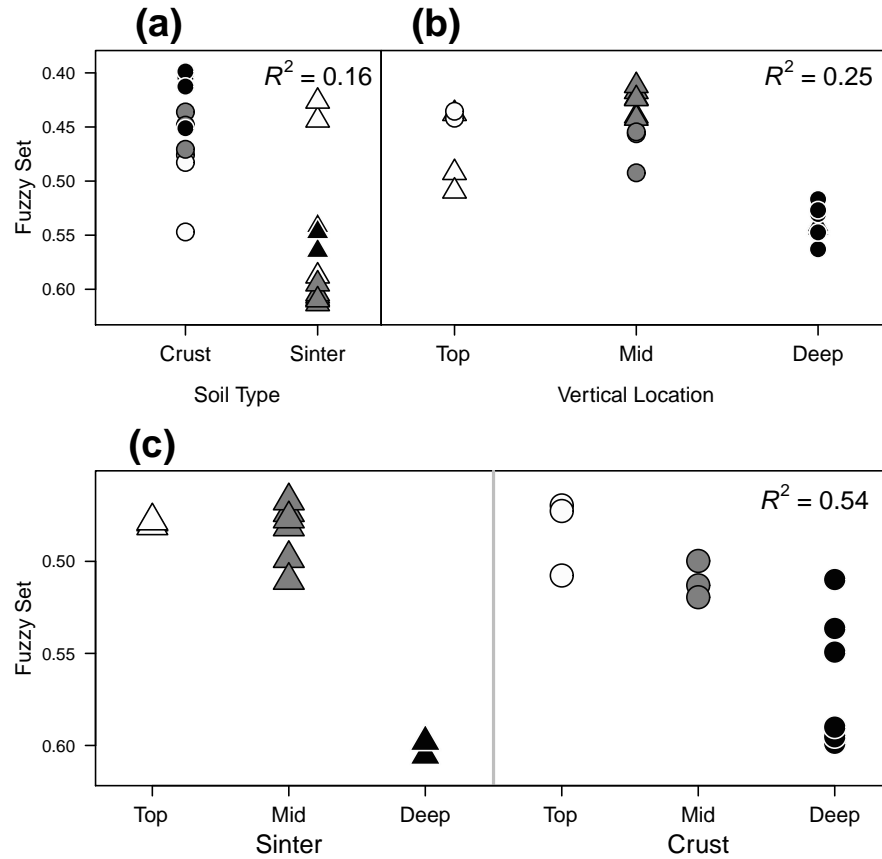 (a) (b)
R² = 0.16 R² = 0.25
Fuzzy Set
0.40
0.45
0.50
0.55
0.60
Crust Sinter Top Mid Deep
Soil Type Vertical Location
(c)
R² = 0.54
Fuzzy Set
0.50
0.55
0.60
Top Mid Deep Top Mid Deep
Sinter Crust